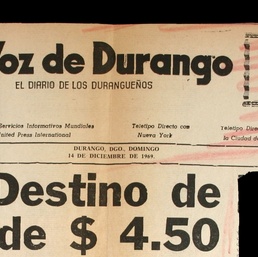 Voz de Durango
EL DIARIO DE LOS DURANGUEÑOS
Servicios Informativos Mundiales
United Press International
Teletipo Directo con
Nueva York
Teletipo Directo
la Ciudad de
DURANGO, DGO. DOMINGO
14 DE DICIEMBRE DE 1969.
Destino de
de $ 4.50